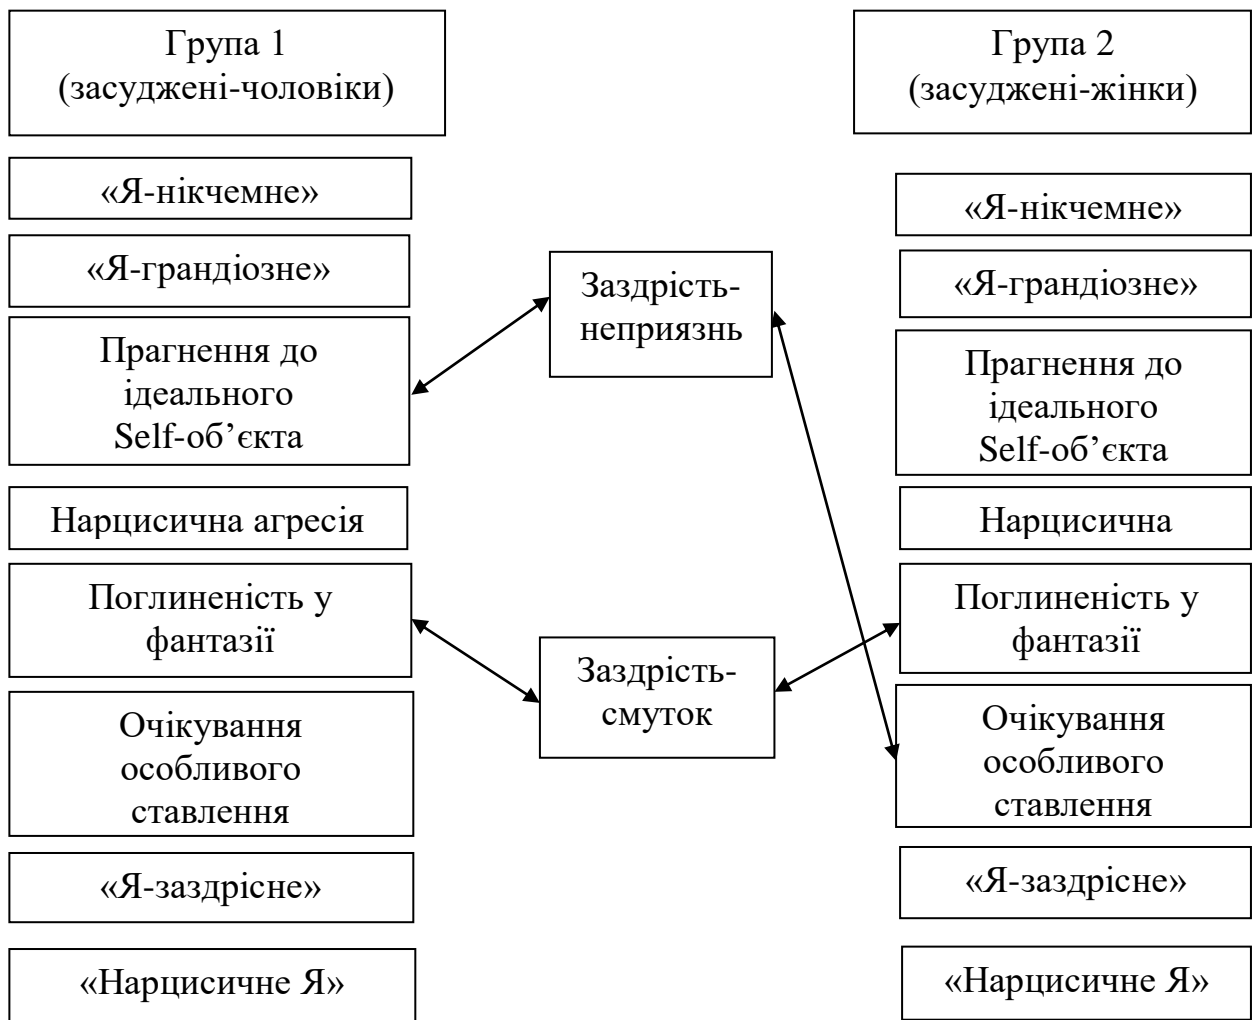 Група 1
(засуджені-чоловіки)
«Я-нікчемне»
«Я-грандіозне»
Прагнення до
ідеального
Self-об’єкта
Нарцисична агресія
Поглиненість у
фантазії
Очікування
особливого
ставлення
«Я-заздрісне»
«Нарцисичне Я»
Заздрість-
неприязнь
Заздрість-
смуток
Група 2
(засуджені-жінки)
«Я-нікчемне»
«Я-грандіозне»
Прагнення до
ідеального
Self-об’єкта
Нарцисична
Поглиненість у
фантазії
Очікування
особливого
ставлення
«Я-заздрісне»
«Нарцисичне Я»